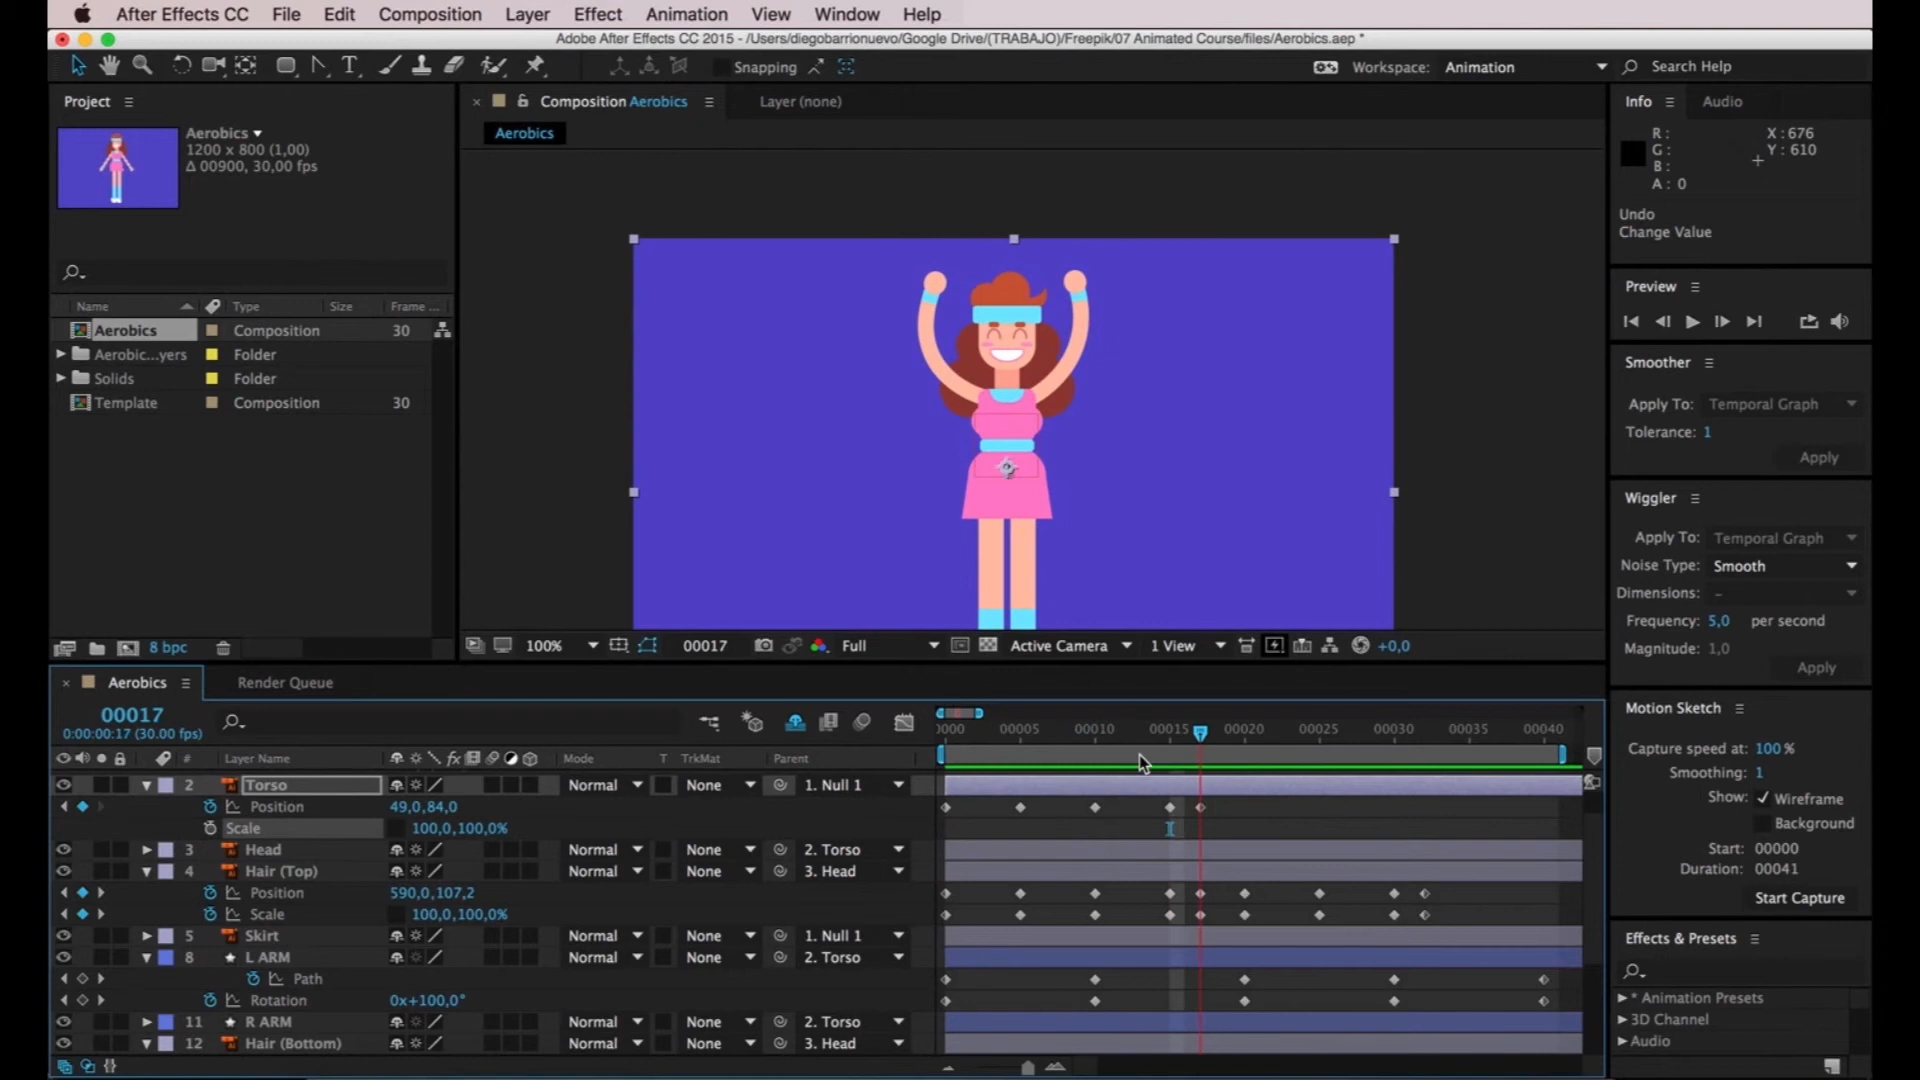 After Effects CC File Edit Composition Layer Effect Animation View Window Help
Adobe After Effects CC 2015 - /Users/diegobarrionuevo/Google Drive/(TRABAJO)/Freepik/07 Animated Course/files/Aerobics.aep *
T Snapping Workspace: Animation Search Help
Project
Aerobics
1200 x 800 (1,00)
Δ 00900, 30,00 fps
Name Type Size Frame ...
Aerobics Composition 30
Aerobic...yers Folder
Solids Folder
Template Composition 30
8 bpc
Composition Aerobics Layer (none)
Aerobics
100% 00017 Full Active Camera 1 View +0,0
Info Audio
R : X : 676
G : Y : 610
B :
A : 0
Undo
Change Value
Preview
Smoother
Apply To: Temporal Graph
Tolerance: 1
Apply
Wiggler
Apply To: Temporal Graph
Noise Type: Smooth
Dimensions: -
Frequency: 5,0 per second
Magnitude: 1,0
Apply
Motion Sketch
Capture speed at: 100 %
Smoothing: 1
Show: Wireframe
Background
Start: 00000
Duration: 00041
Start Capture
Effects & Presets
* Animation Presets
3D Channel
Audio
Aerobics Render Queue
00017
0:00:00:17 (30.00 fps)
0000 00005 00010 00015 00020 00025 00030 00035 00040
# Layer Name fx Mode T TrkMat Parent
2 Torso Normal None 1. Null 1
Position 49,0,84,0
Scale 100,0,100,0%
3 Head Normal None 2. Torso
4 Hair (Top) Normal None 3. Head
Position 590,0,107,2
Scale 100,0,100,0%
5 Skirt Normal None 1. Null 1
8 L ARM Normal None 2. Torso
Path
Rotation 0x+100,0°
11 R ARM Normal None 2. Torso
12 Hair (Bottom) Normal None 3. Head